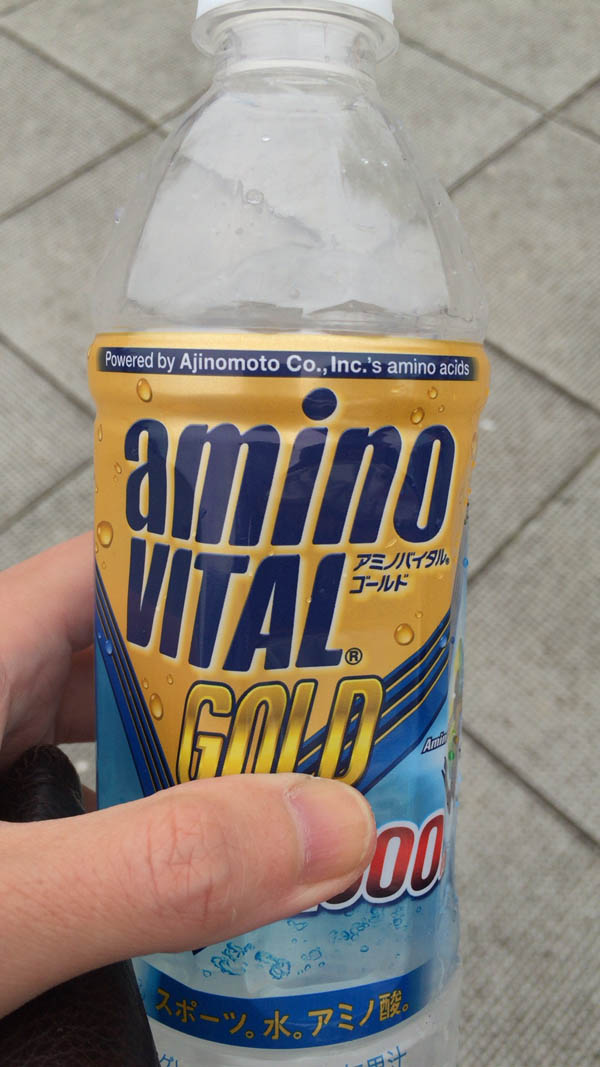 Powered by Ajinomoto Co., Inc.'s amino acids
amino
VITAL®
アミノバイタル®
ゴールド
GOLD
スポーツ。水。アミノ酸。